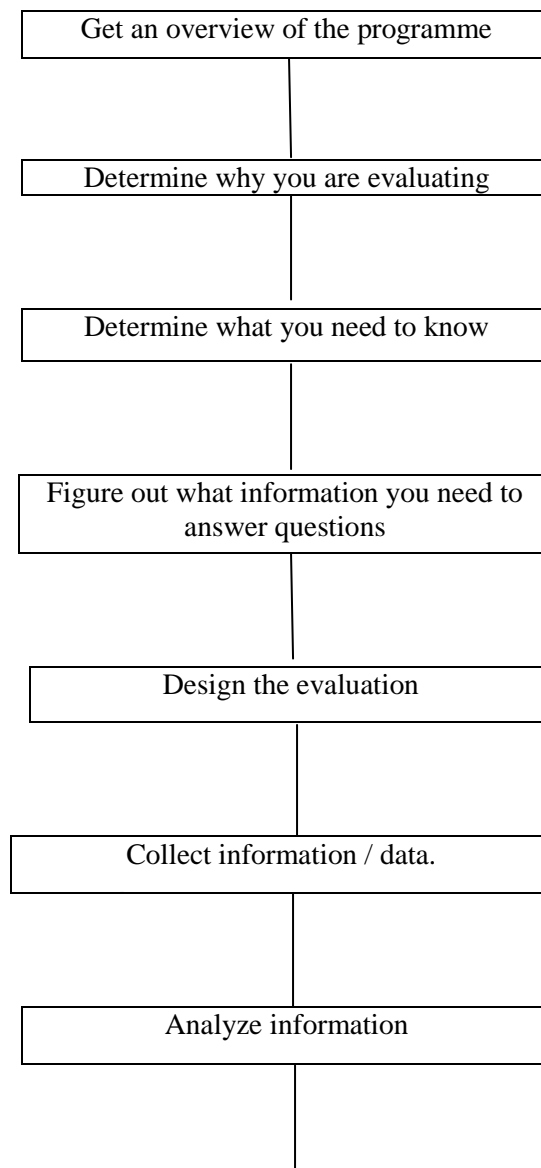 Get an overview of the programme
Determine why you are evaluating
Determine what you need to know
Figure out what information you need to
answer questions
Design the evaluation
Collect information / data.
Analyze information